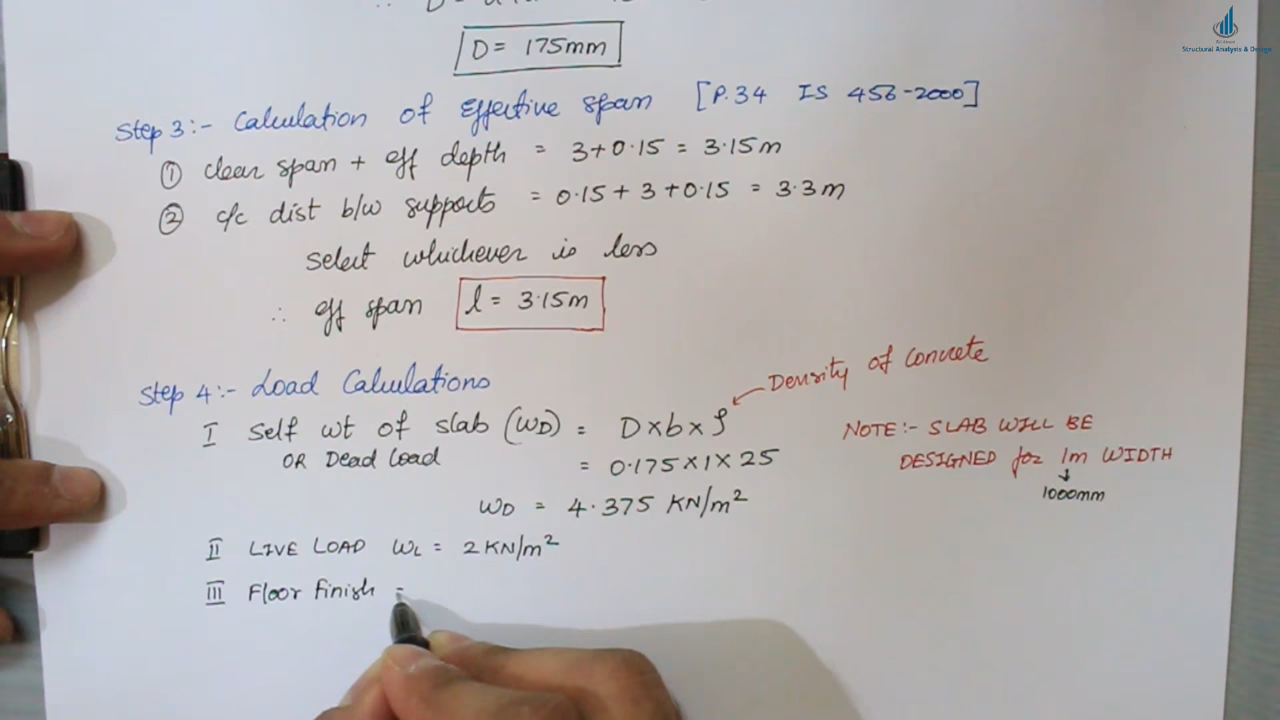 D = 175mm
Structural Analysis & Design
Step 3:- Calculation of Effective Span [P.34 IS 456-2000]
① clear span + eff depth = 3+0.15 = 3.15m
② c/c dist b/w supports = 0.15 + 3 + 0.15 = 3.3m
Select whichever is less
∴ eff span l = 3.15m
Step 4:- Load Calculations
Density of Concrete
I Self wt of slab (WD) = D×b×ρ
OR Dead Load = 0.175×1×25
NOTE:- SLAB WILL BE
DESIGNED for 1m WIDTH
↓
1000mm
WD = 4.375 KN/m²
II LIVE LOAD WL = 2 KN/m²
III Floor Finish =